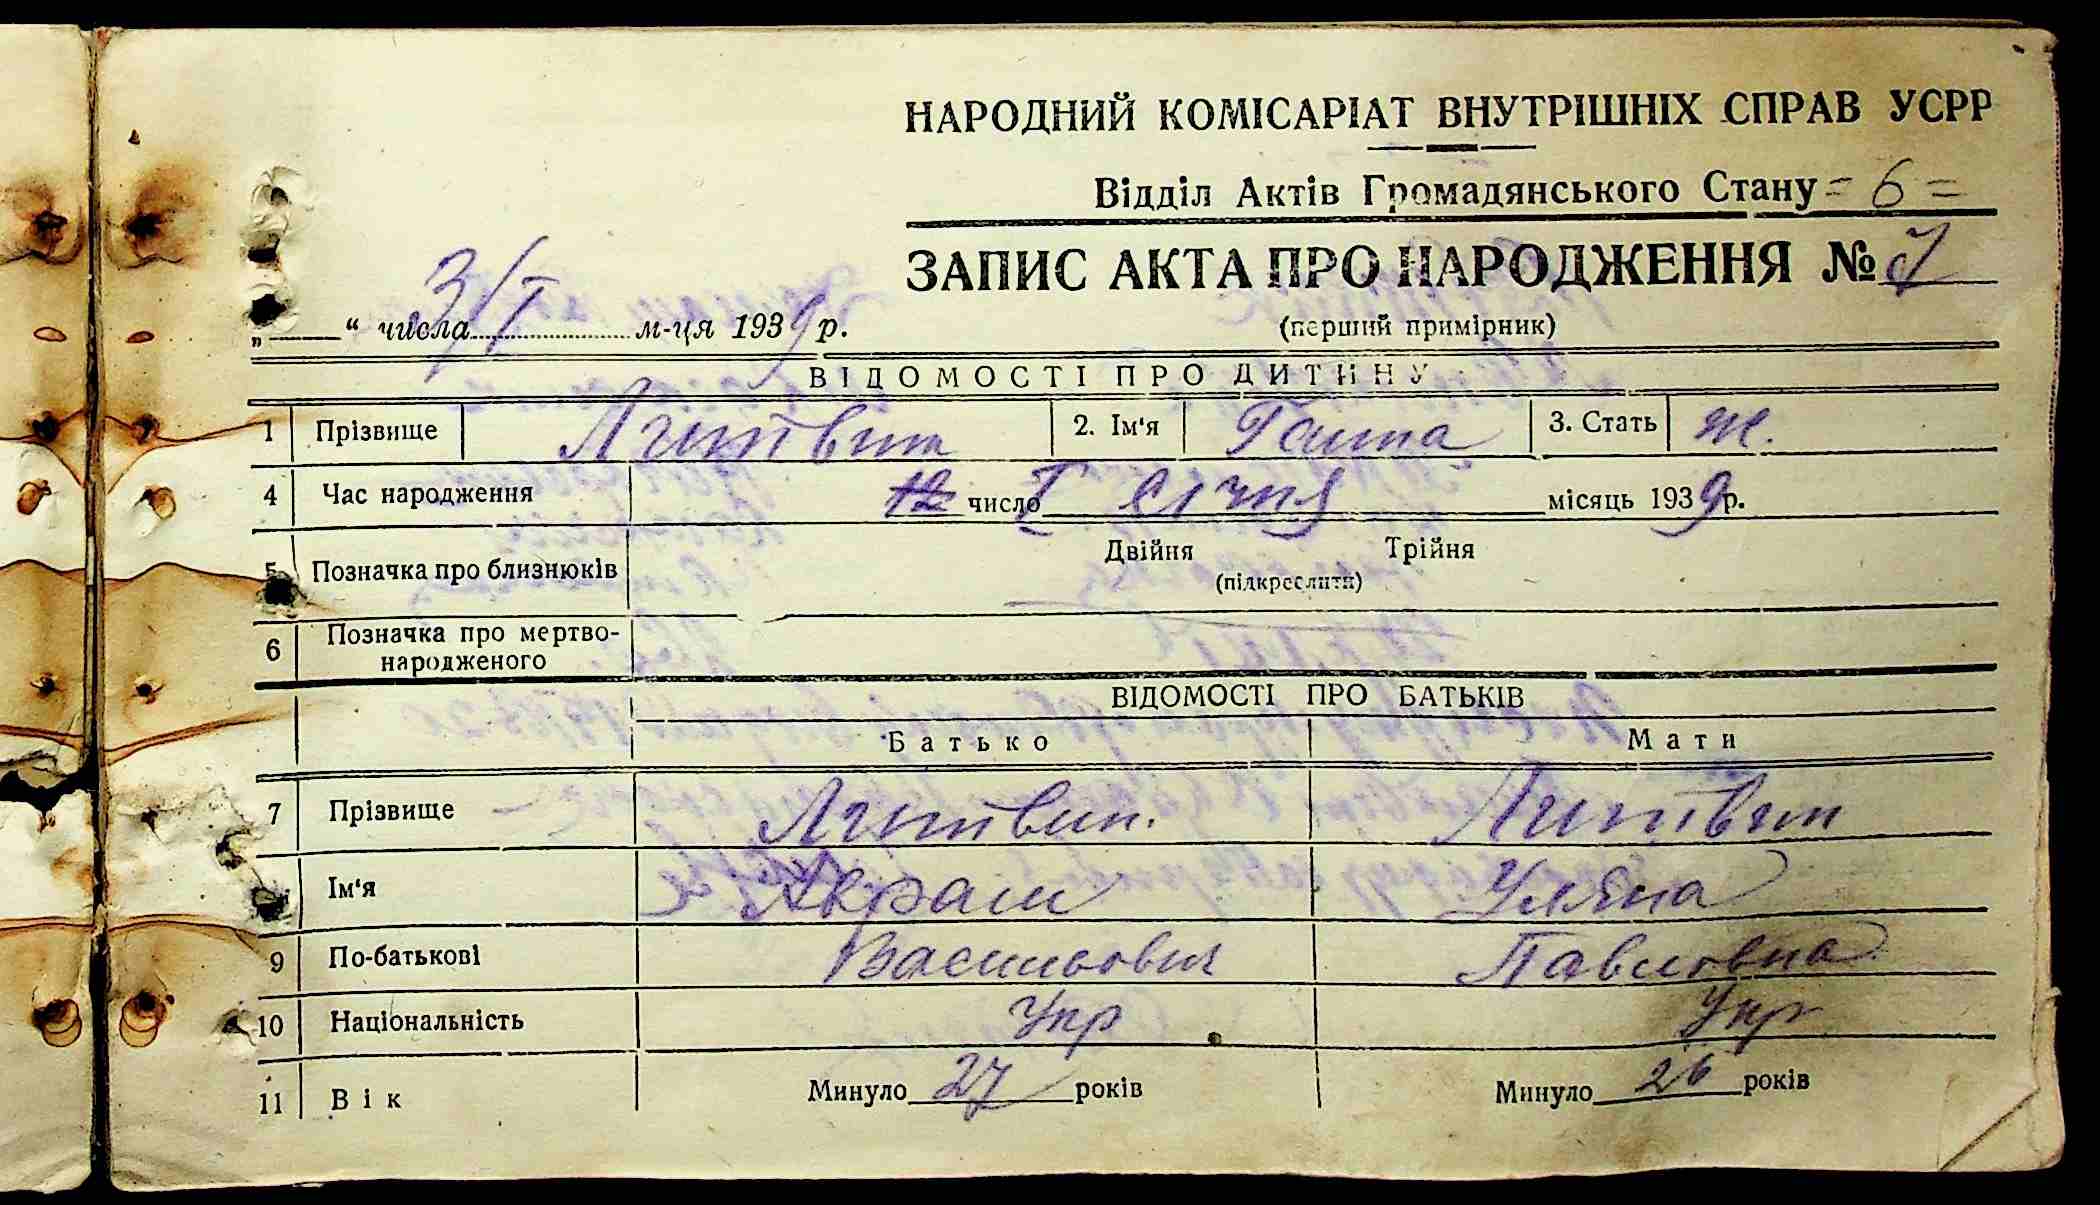 НАРОДНИЙ КОМІСАРІАТ ВНУТРІШНІХ СПРАВ УСРР
Відділ Актів Громадянського Стану = 6 =
ЗАПИС АКТА ПРО НАРОДЖЕННЯ №
„ “ числа 3/I м-ця 1939 р. (перший примірник)
ВІДОМОСТІ ПРО ДИТИНУ
1 Прізвище Литвин 2. Ім‘я Ганна 3. Стать ж.
4 Час народження 12 число I січня місяць 1939 р.
5 Позначка про близнюків Двійня Трійня
(підкреслити)
6 Позначка про мертво-
народженого
ВІДОМОСТІ ПРО БАТЬКІВ
Батько Мати
7 Прізвище Литвин. Литвин
Ім‘я Аврам Уляна
9 По-батькові Васильович Павловна
10 Національність Укр Укр
11 Вік Минуло 27 років Минуло 26 років